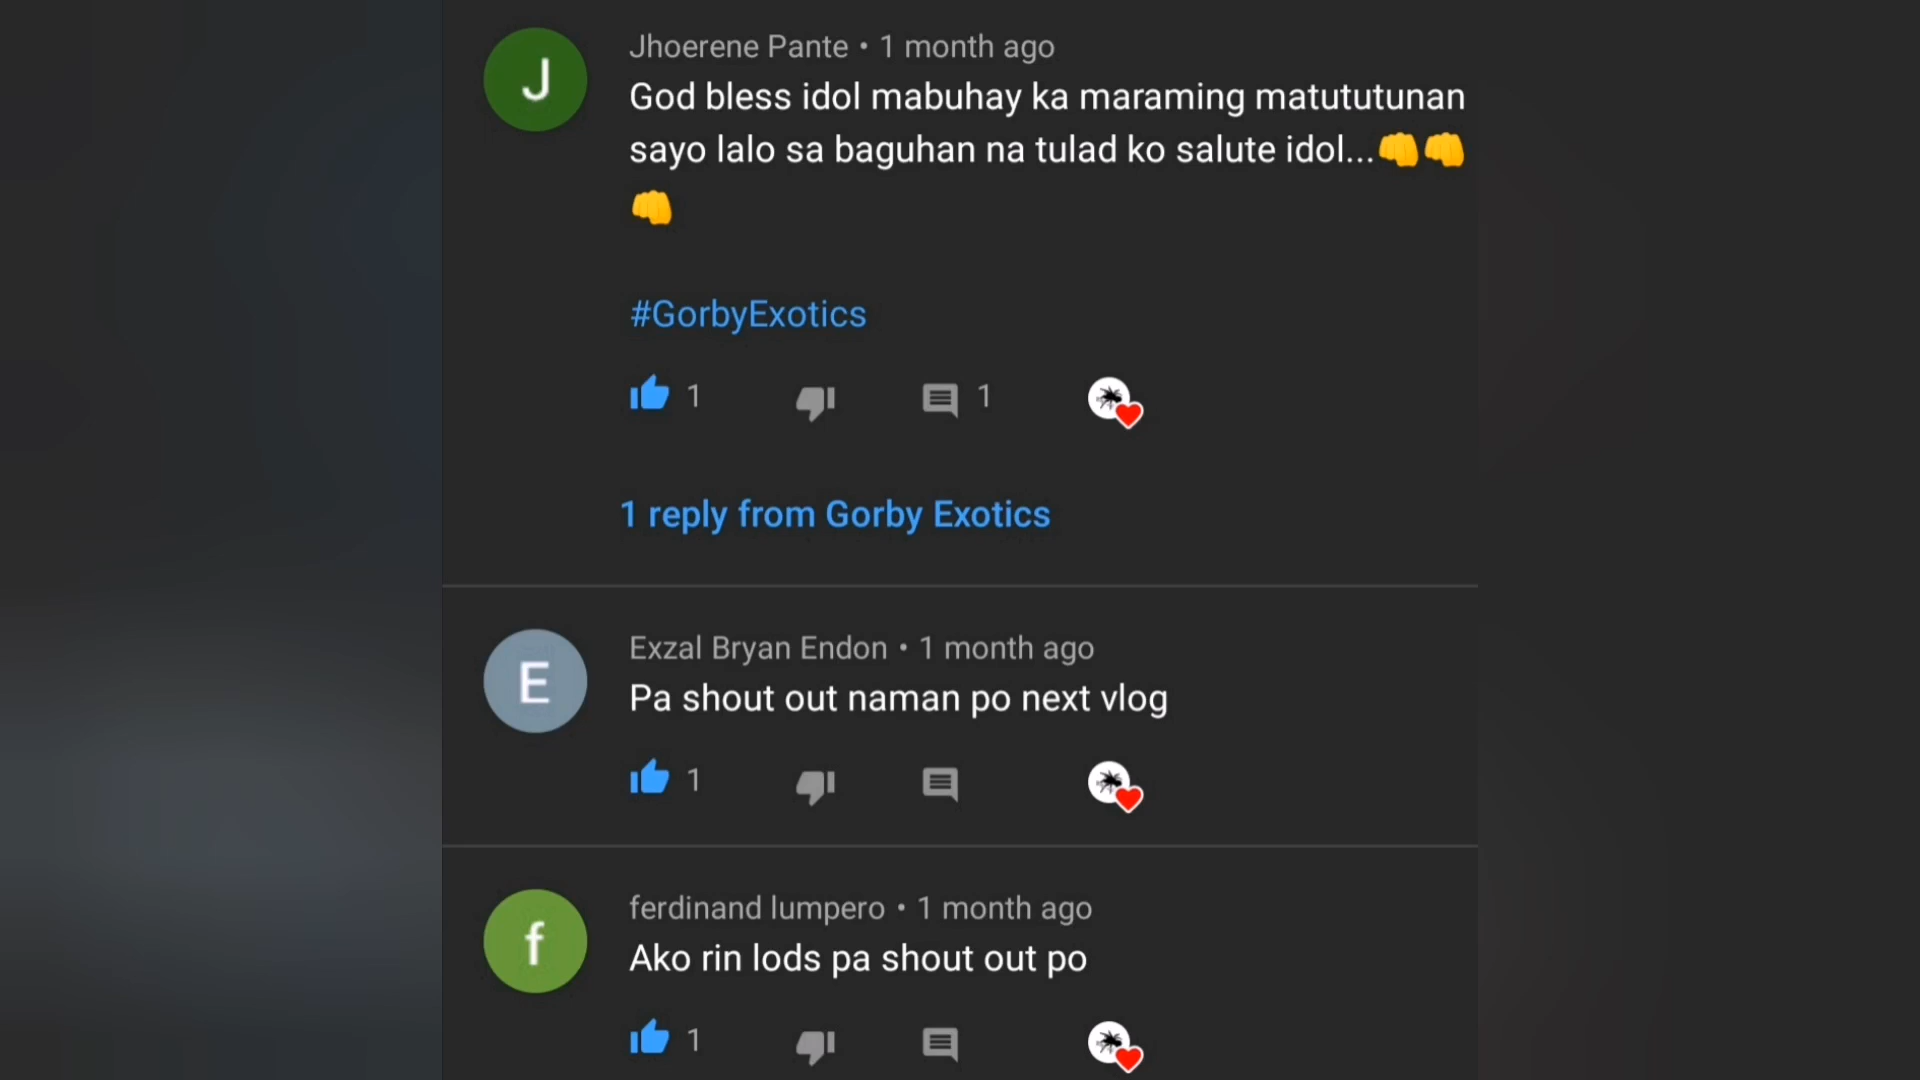 J
Jhoerene Pante • 1 month ago
God bless idol mabuhay ka maraming matututunan
sayo lalo sa baguhan na tulad ko salute idol...👊👊
👊
#GorbyExotics
1
1
1 reply from Gorby Exotics
E
Exzal Bryan Endon • 1 month ago
Pa shout out naman po next vlog
1
f
ferdinand lumpero • 1 month ago
Ako rin lods pa shout out po
1